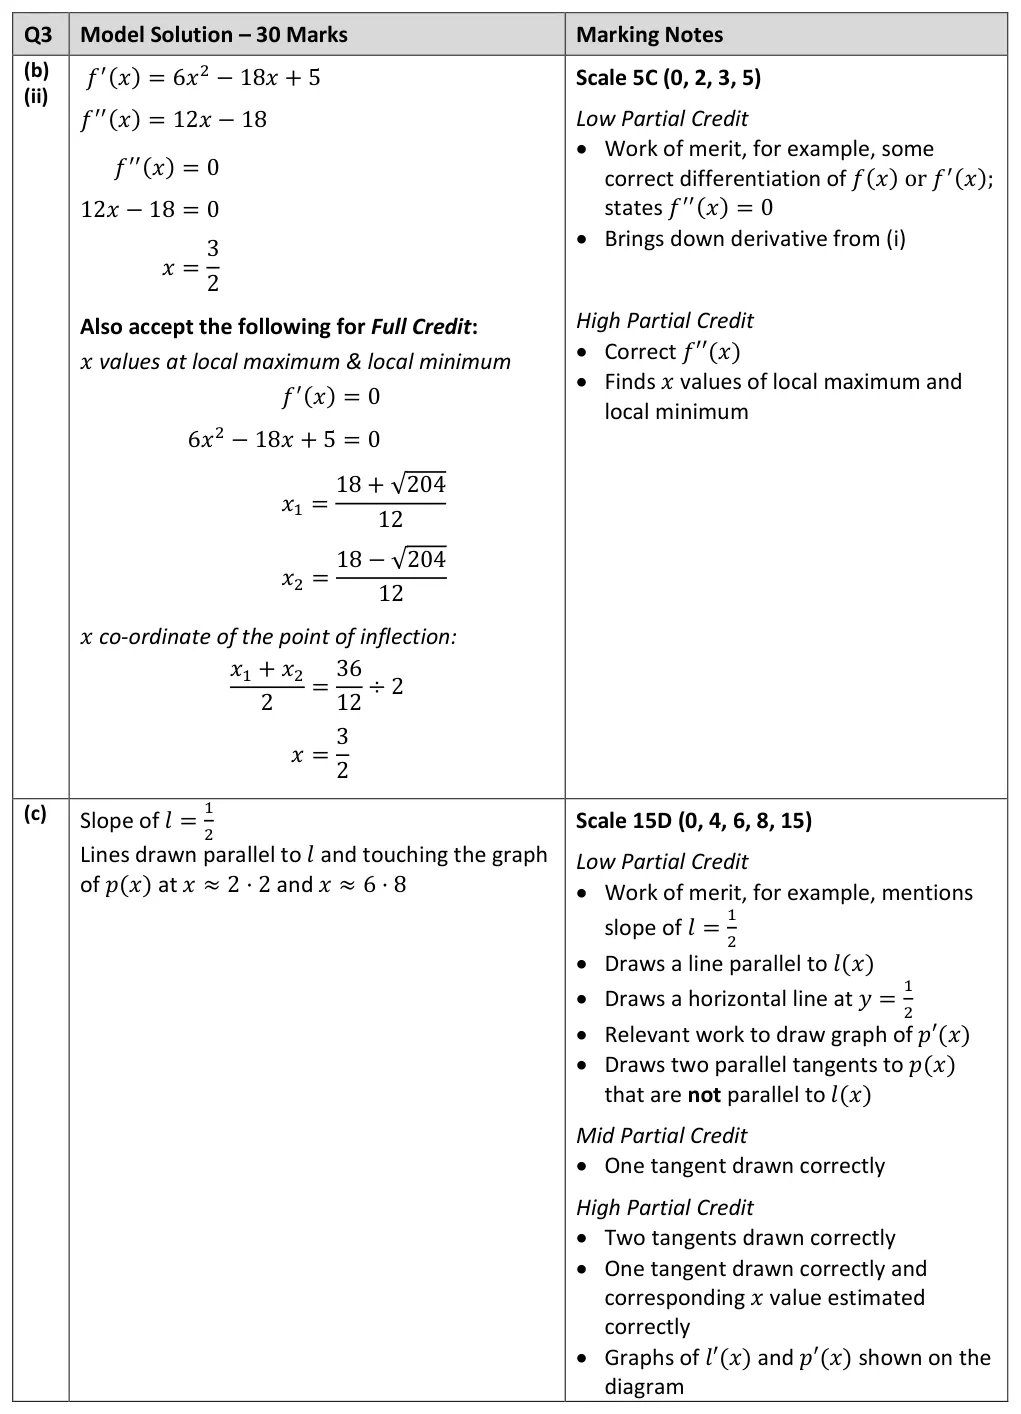 Q3 Model Solution – 30 Marks Marking Notes
(b)
(ii)
f′(x) = 6x² − 18x + 5
f′′(x) = 12x − 18
f′′(x) = 0
12x − 18 = 0
x = 3/2
Also accept the following for Full Credit:
x values at local maximum & local minimum
f′(x) = 0
6x² − 18x + 5 = 0
x₁ = (18 + √204)/12
x₂ = (18 − √204)/12
x co-ordinate of the point of inflection:
(x₁ + x₂)/2 = 36/12 ÷ 2
x = 3/2
Scale 5C (0, 2, 3, 5)
Low Partial Credit
• Work of merit, for example, some
correct differentiation of f(x) or f′(x);
states f′′(x) = 0
• Brings down derivative from (i)
High Partial Credit
• Correct f′′(x)
• Finds x values of local maximum and
local minimum
(c)
Slope of l = 1/2
Lines drawn parallel to l and touching the graph
of p(x) at x ≈ 2 · 2 and x ≈ 6 · 8
Scale 15D (0, 4, 6, 8, 15)
Low Partial Credit
• Work of merit, for example, mentions
slope of l = 1/2
• Draws a line parallel to l(x)
• Draws a horizontal line at y = 1/2
• Relevant work to draw graph of p′(x)
• Draws two parallel tangents to p(x)
that are not parallel to l(x)
Mid Partial Credit
• One tangent drawn correctly
High Partial Credit
• Two tangents drawn correctly
• One tangent drawn correctly and
corresponding x value estimated
correctly
• Graphs of l′(x) and p′(x) shown on the
diagram